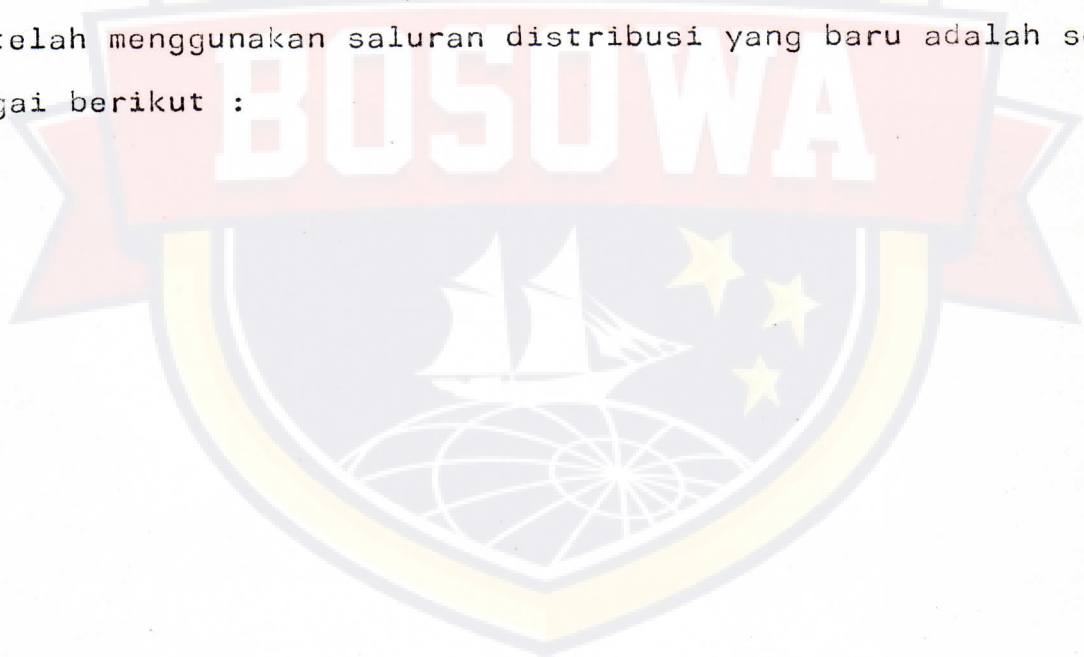 telah menggunakan saluran distribusi yang baru adalah se
gai berikut :
BOSOWA